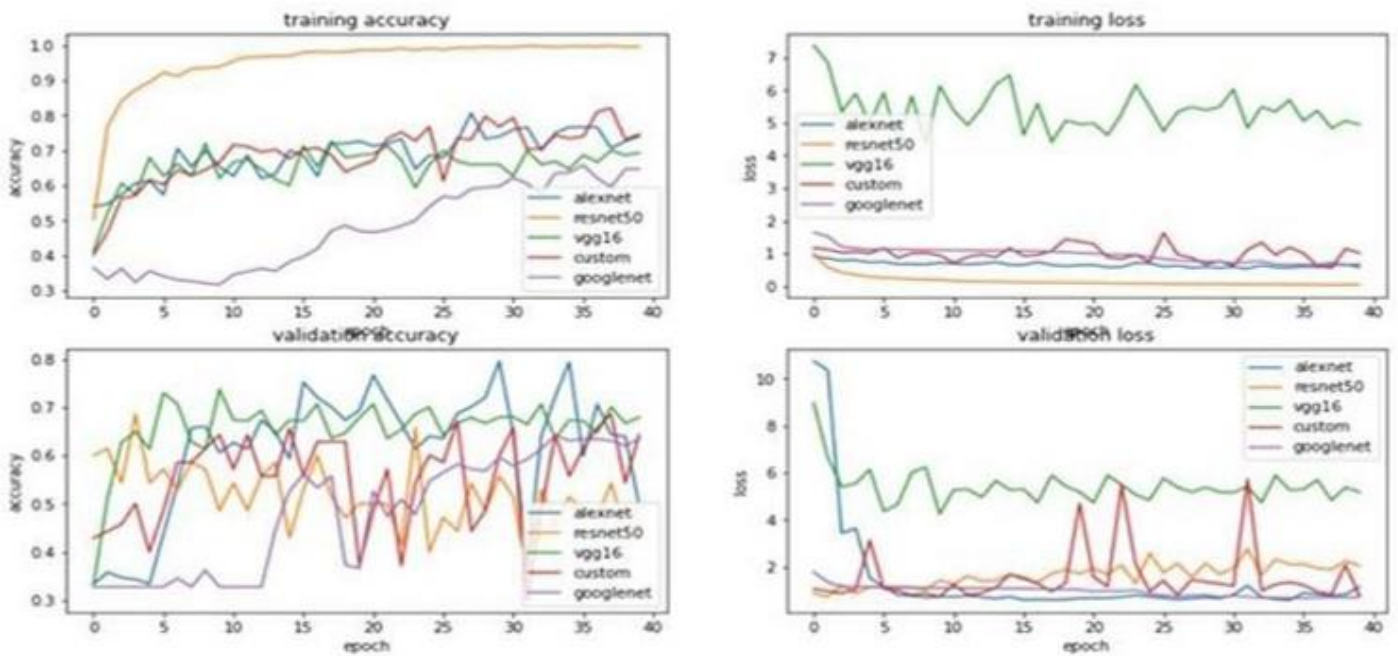 training accuracy
accuracy
1.0
0.9
0.8
0.7
0.6
0.5
0.4
0.3
alexnet
resnet50
vgg16
custom
googlenet
0 5 10 15 20 25 30 35 40
epoch
training loss
loss
7
6
5
4
3
2
1
0
alexnet
resnet50
vgg16
custom
googlenet
0 5 10 15 20 25 30 35 40
epoch
validation accuracy
accuracy
0.8
0.7
0.6
0.5
0.4
0.3
alexnet
resnet50
vgg16
custom
googlenet
0 5 10 15 20 25 30 35 40
epoch
validation loss
loss
10
8
6
4
2
alexnet
resnet50
vgg16
custom
googlenet
0 5 10 15 20 25 30 35 40
epoch